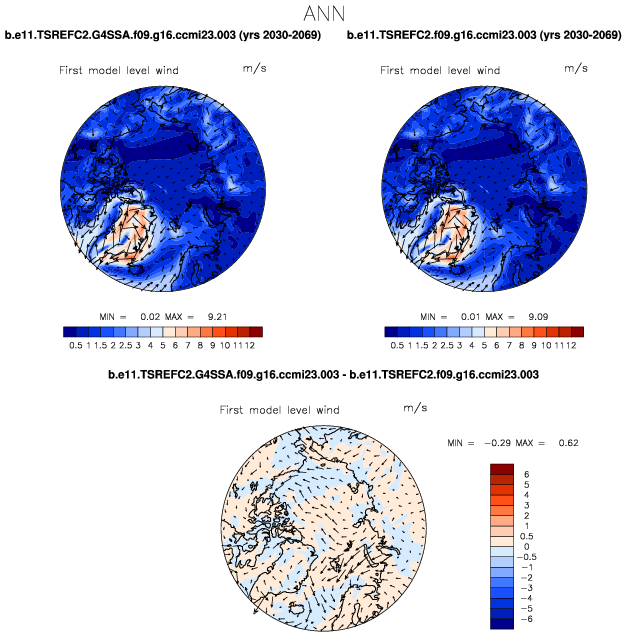 ANN
b.e11.TSREFC2.G4SSA.f09.g16.ccmi23.003 (yrs 2030-2069) b.e11.TSREFC2.f09.g16.ccmi23.003 (yrs 2030-2069)
First model level wind m/s First model level wind m/s
MIN = 0.02 MAX = 9.21 MIN = 0.01 MAX = 9.09
0.5 1 1.5 2 2.5 3 4 5 6 7 8 9 10 11 12 0.5 1 1.5 2 2.5 3 4 5 6 7 8 9 10 11 12
b.e11.TSREFC2.G4SSA.f09.g16.ccmi23.003 - b.e11.TSREFC2.f09.g16.ccmi23.003
First model level wind m/s
MIN = -0.29 MAX = 0.62
6
5
4
3
2
1
0.5
0
-0.5
-1
-2
-3
-4
-5
-6